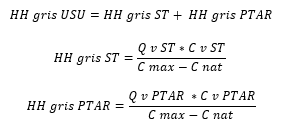 HH gris USU = HH gris ST + HH gris PTAR
HH gris ST = Q v ST * C v ST / C max − C nat
HH gris PTAR = Q v PTAR * C v PTAR / C max − C nat